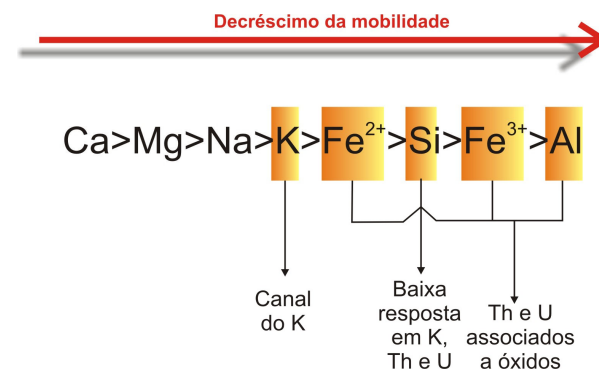 Decréscimo da mobilidade
Ca>Mg>Na>K>Fe²⁺>Si>Fe³⁺>Al
Canal
do K
Baixa
resposta
em K,
Th e U
Th e U
associados
a óxidos